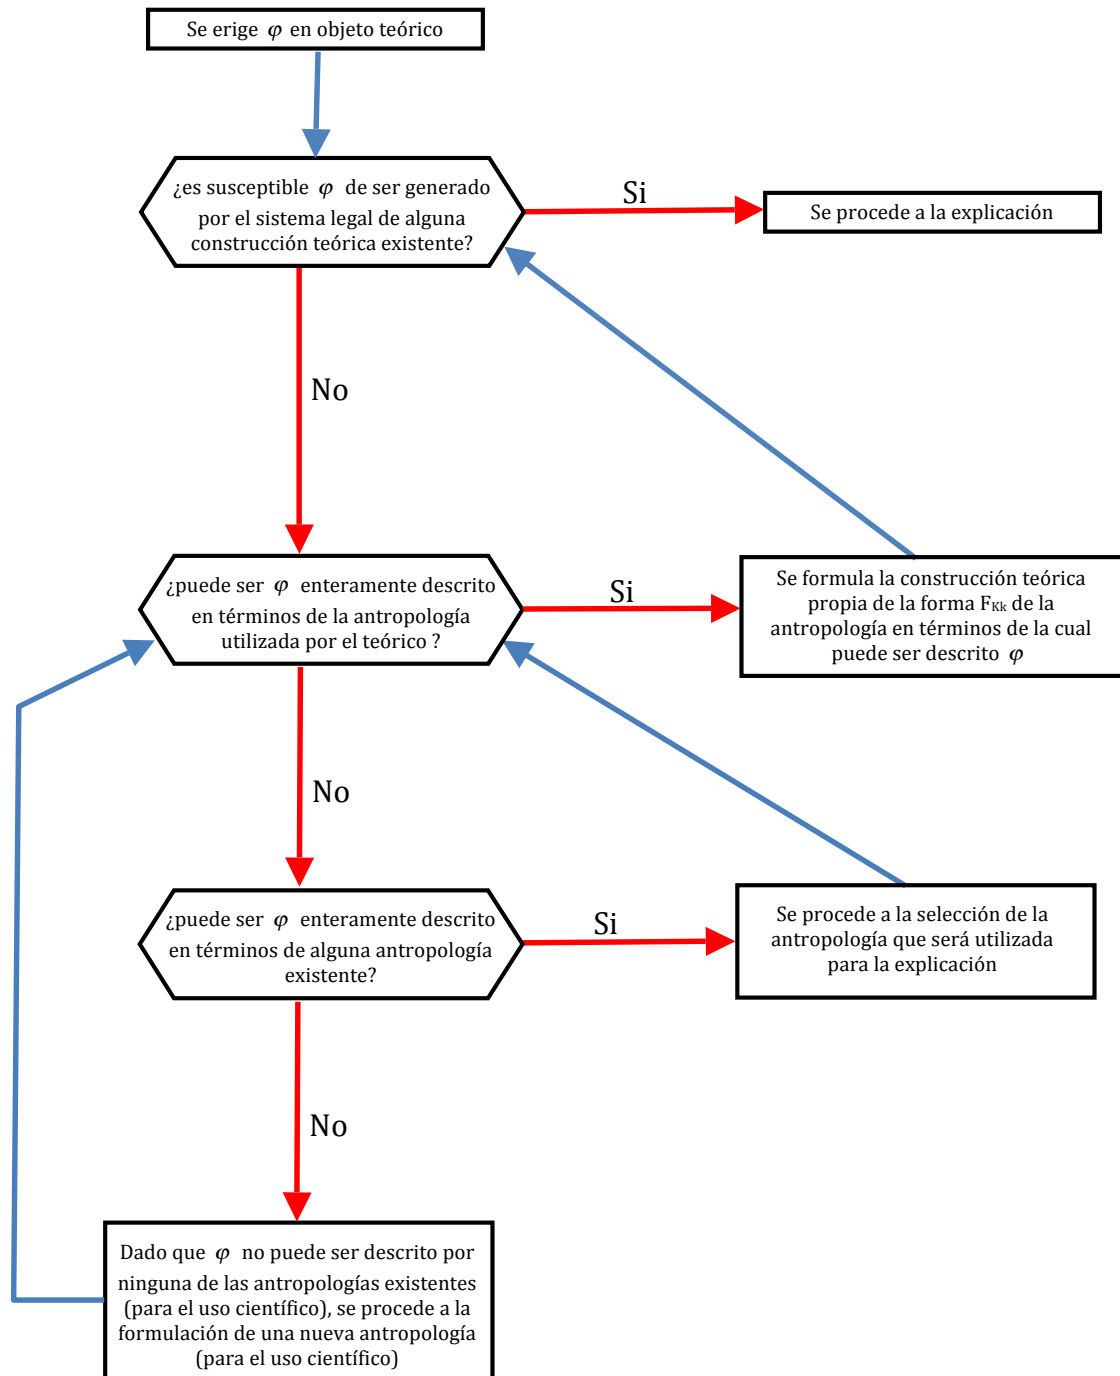 Se erige φ en objeto teórico
¿es susceptible φ de ser generado
por el sistema legal de alguna
construcción teórica existente?
Si
Se procede a la explicación
No
¿puede ser φ enteramente descrito
en términos de la antropología
utilizada por el teórico ?
Si
Se formula la construcción teórica
propia de la forma FKk de la
antropología en términos de la cual
puede ser descrito φ
No
¿puede ser φ enteramente descrito
en términos de alguna antropología
existente?
Si
Se procede a la selección de la
antropología que será utilizada
para la explicación
No
Dado que φ no puede ser descrito por
ninguna de las antropologías existentes
(para el uso científico), se procede a la
formulación de una nueva antropología
(para el uso científico)